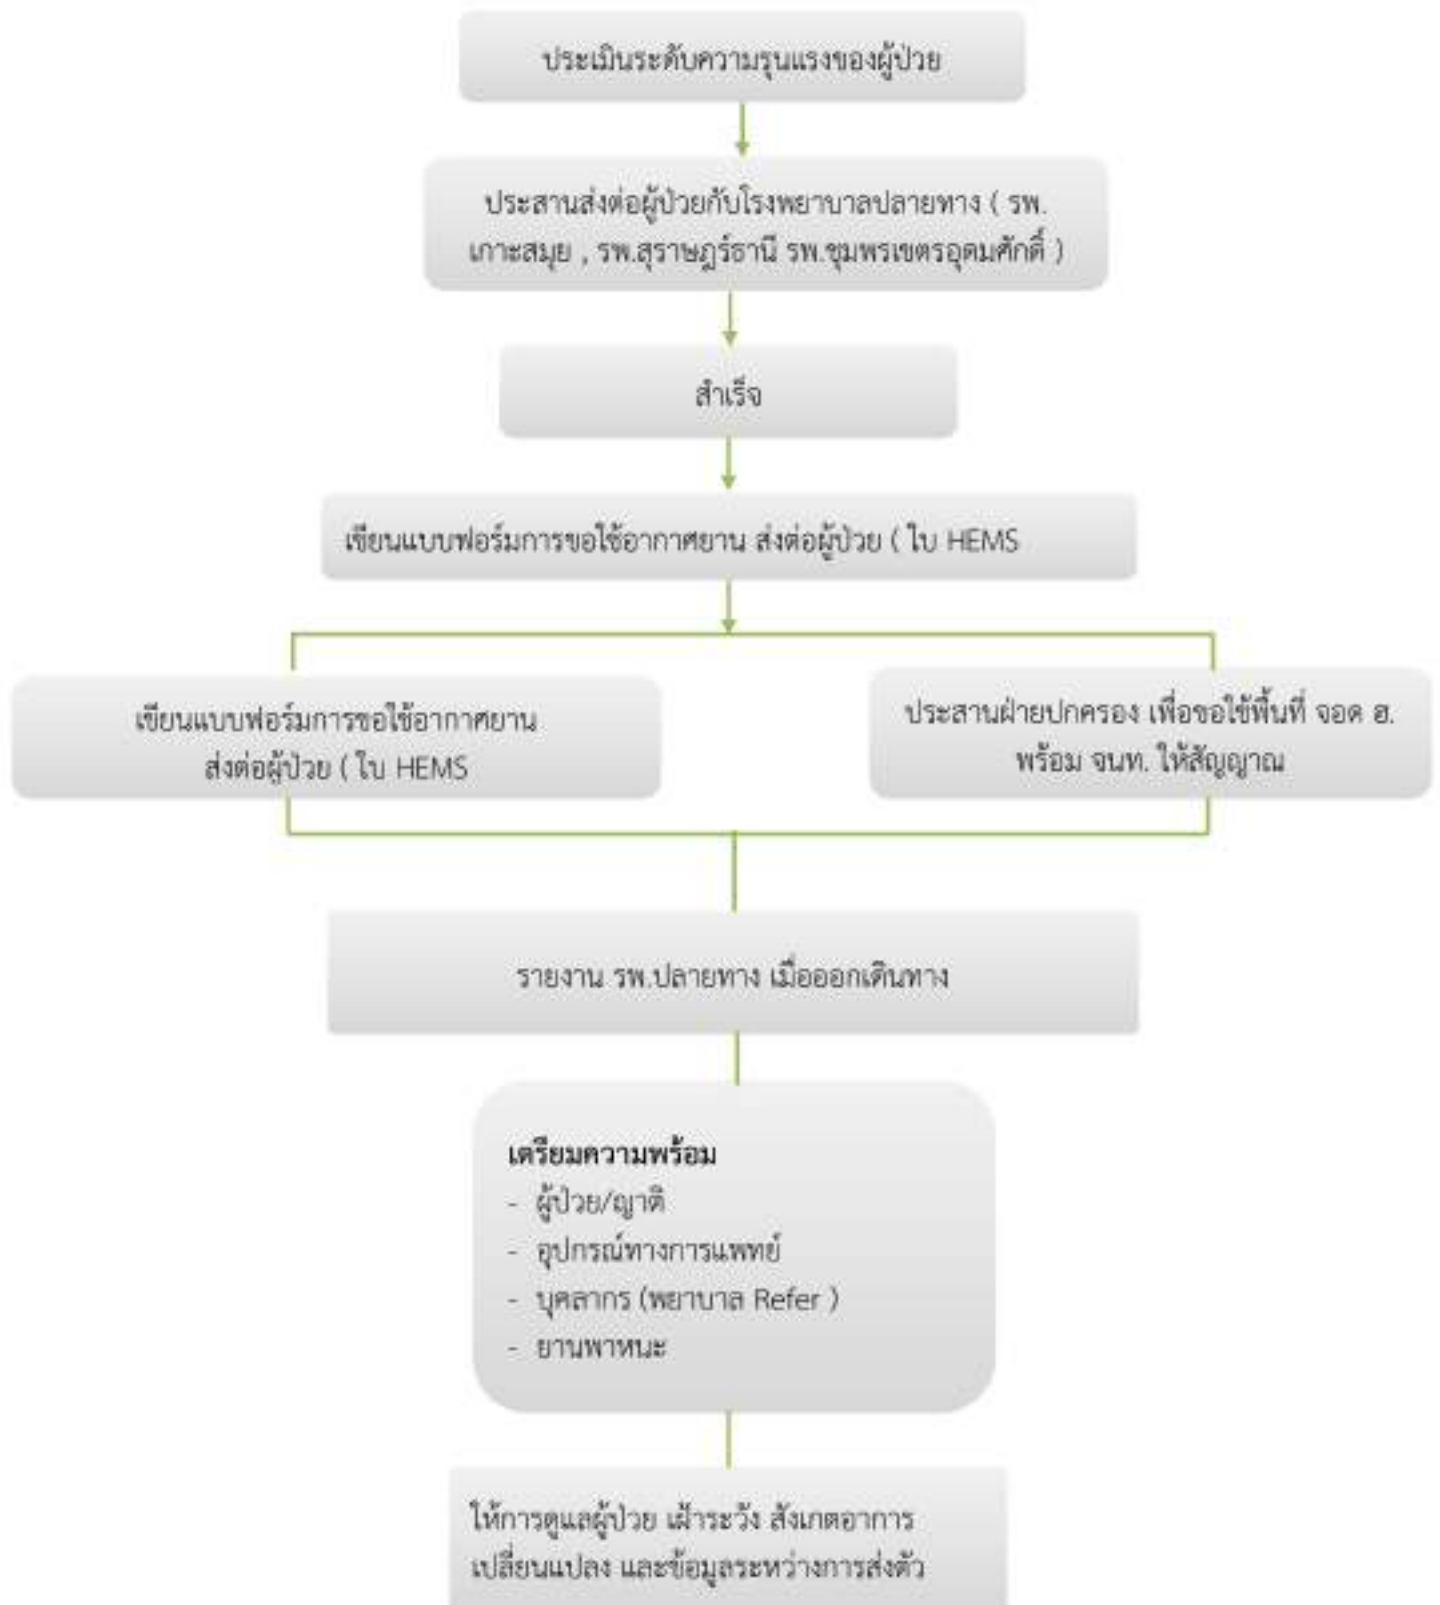 ประเมินระดับความรุนแรงของผู้ป่วย
ประสานส่งต่อผู้ป่วยกับโรงพยาบาลปลายทาง ( รพ.
เกาะสมุย , รพ.สุราษฎร์ธานี รพ.ชุมพรเขตรอุดมศักดิ์ )
สำเร็จ
เขียนแบบฟอร์มการขอใช้อากาศยาน ส่งต่อผู้ป่วย ( ใบ HEMS
เขียนแบบฟอร์มการขอใช้อากาศยาน
ส่งต่อผู้ป่วย ( ใบ HEMS
ประสานฝ่ายปกครอง เพื่อขอใช้พื้นที่ จอด ฮ.
พร้อม จนท. ให้สัญญาณ
รายงาน รพ.ปลายทาง เมื่อออกเดินทาง
เตรียมความพร้อม
- ผู้ป่วย/ญาติ
- อุปกรณ์ทางการแพทย์
- บุคลากร (พยาบาล Refer )
- ยานพาหนะ
ให้การดูแลผู้ป่วย เฝ้าระวัง สังเกตอาการ
เปลี่ยนแปลง และข้อมูลระหว่างการส่งตัว